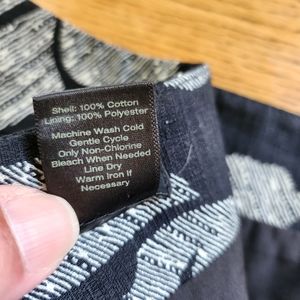 Shell: 100% Cotton
Lining: 100% Polyester
Machine Wash Cold
Gentle Cycle
Only Non-Chlorine
Bleach When Needed
Line Dry
Warm Iron If
Necessary